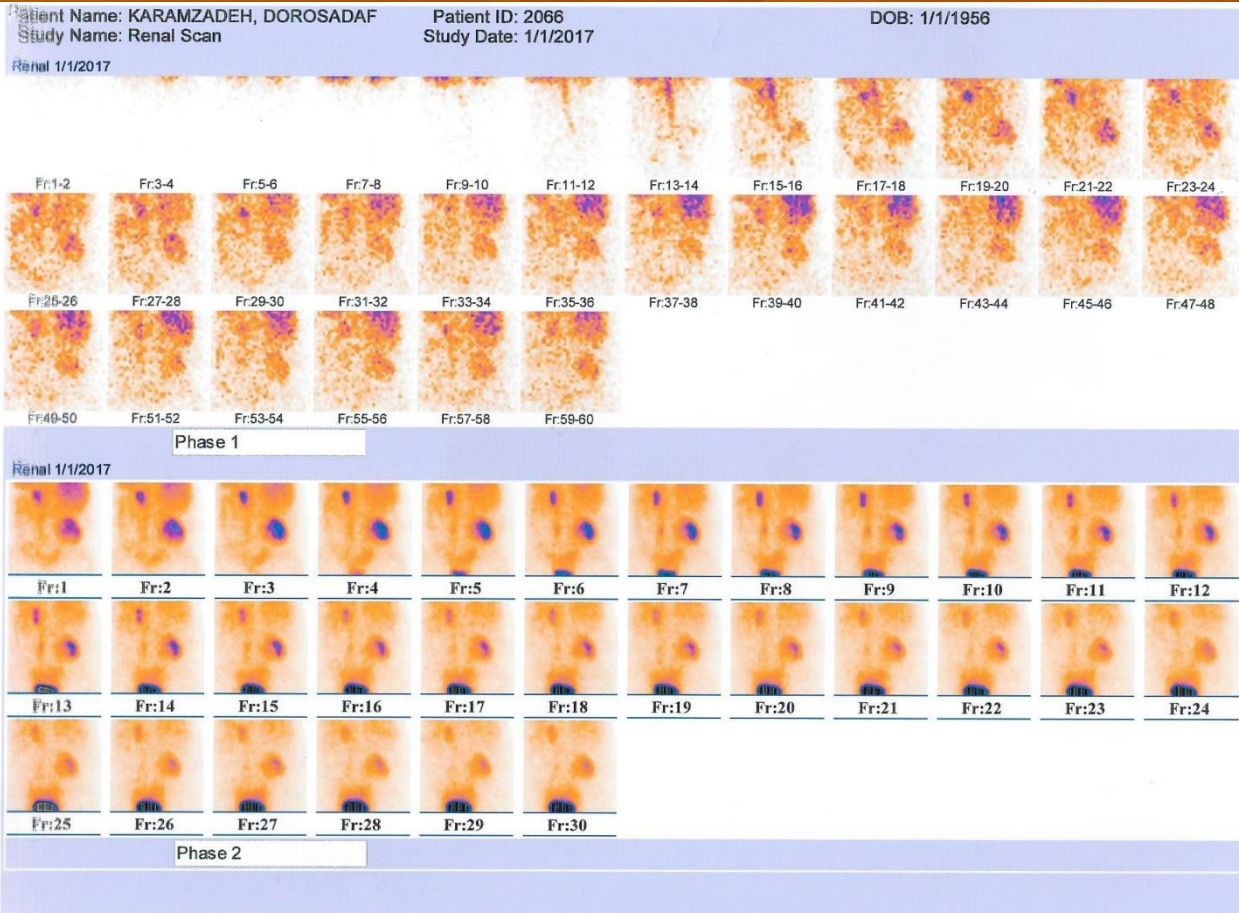 Patient Name: KARAMZADEH, DOROSADAF Patient ID: 2066 DOB: 1/1/1956
Study Name: Renal Scan Study Date: 1/1/2017
Renal 1/1/2017
Fr:1-2 Fr:3-4 Fr:5-6 Fr:7-8 Fr:9-10 Fr:11-12 Fr:13-14 Fr:15-16 Fr:17-18 Fr:19-20 Fr:21-22 Fr:23-24
Fr:25-26 Fr:27-28 Fr:29-30 Fr:31-32 Fr:33-34 Fr:35-36 Fr:37-38 Fr:39-40 Fr:41-42 Fr:43-44 Fr:45-46 Fr:47-48
Fr:49-50 Fr:51-52 Fr:53-54 Fr:55-56 Fr:57-58 Fr:59-60
Phase 1
Renal 1/1/2017
Fr:1 Fr:2 Fr:3 Fr:4 Fr:5 Fr:6 Fr:7 Fr:8 Fr:9 Fr:10 Fr:11 Fr:12
Fr:13 Fr:14 Fr:15 Fr:16 Fr:17 Fr:18 Fr:19 Fr:20 Fr:21 Fr:22 Fr:23 Fr:24
Fr:25 Fr:26 Fr:27 Fr:28 Fr:29 Fr:30
Phase 2